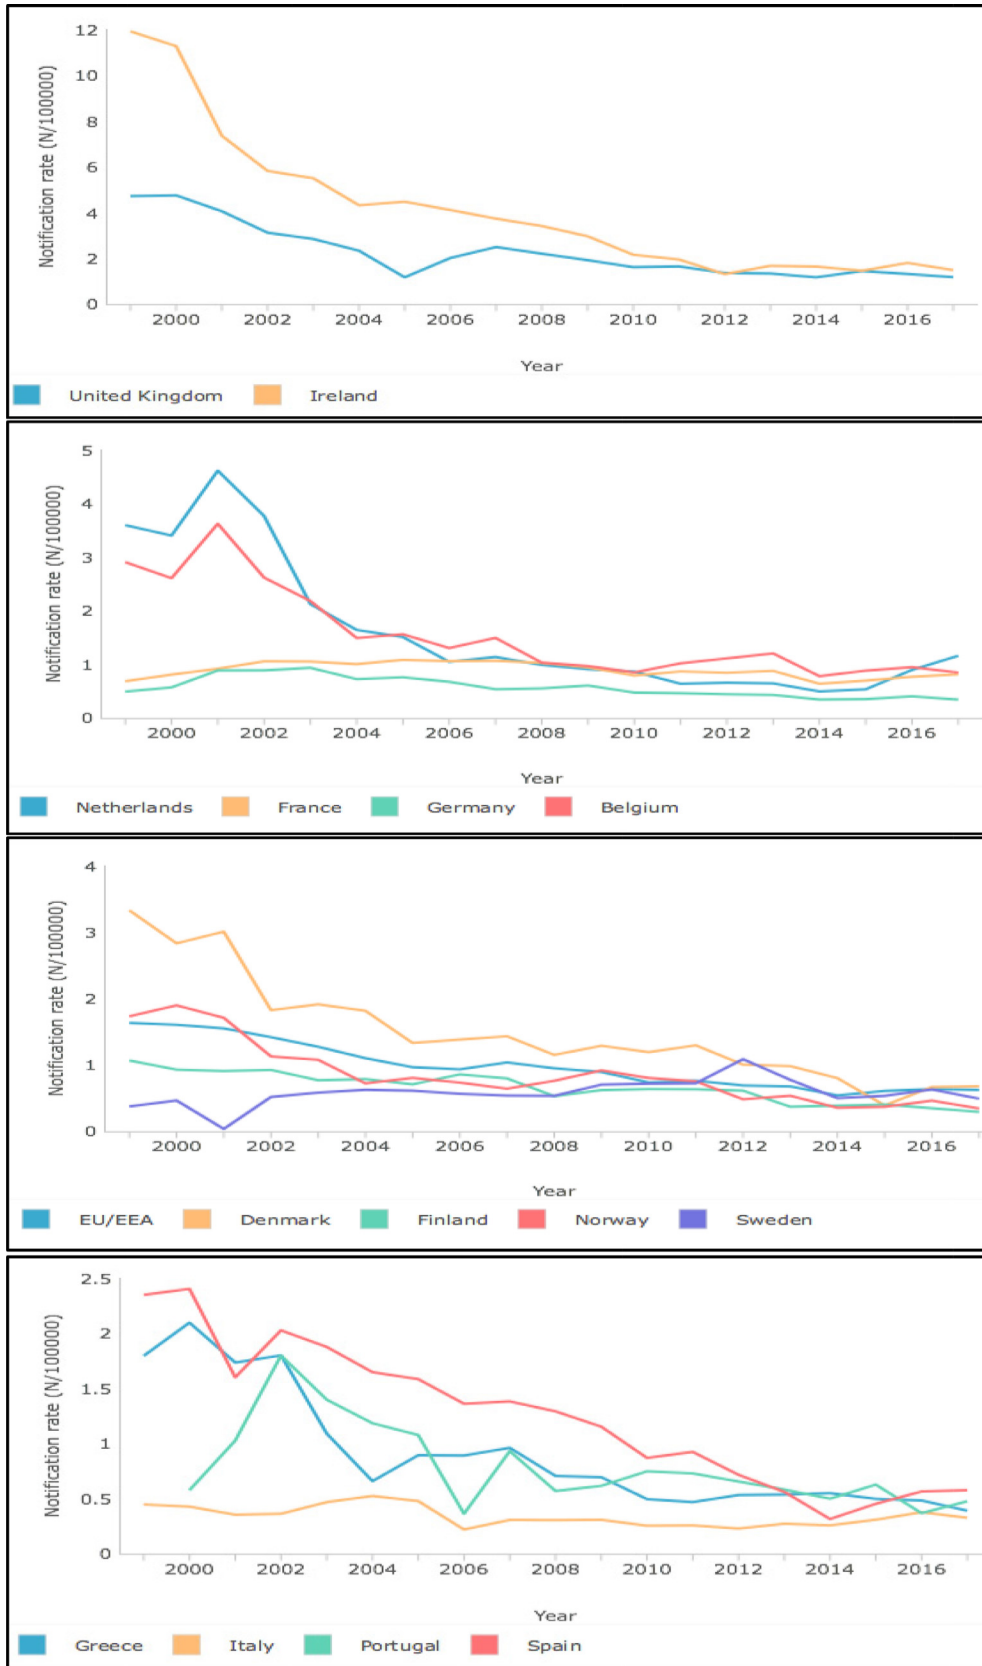 12
10
8
6
4
2
0
Notification rate (N/100000)
2000 2002 2004 2006 2008 2010 2012 2014 2016
Year
United Kingdom Ireland
5
4
3
2
1
0
Notification rate (N/100000)
2000 2002 2004 2006 2008 2010 2012 2014 2016
Year
Netherlands France Germany Belgium
4
3
2
1
0
Notification rate (N/100000)
2000 2002 2004 2006 2008 2010 2012 2014 2016
Year
EU/EEA Denmark Finland Norway Sweden
2.5
2
1.5
1
0.5
0
Notification rate (N/100000)
2000 2002 2004 2006 2008 2010 2012 2014 2016
Year
Greece Italy Portugal Spain